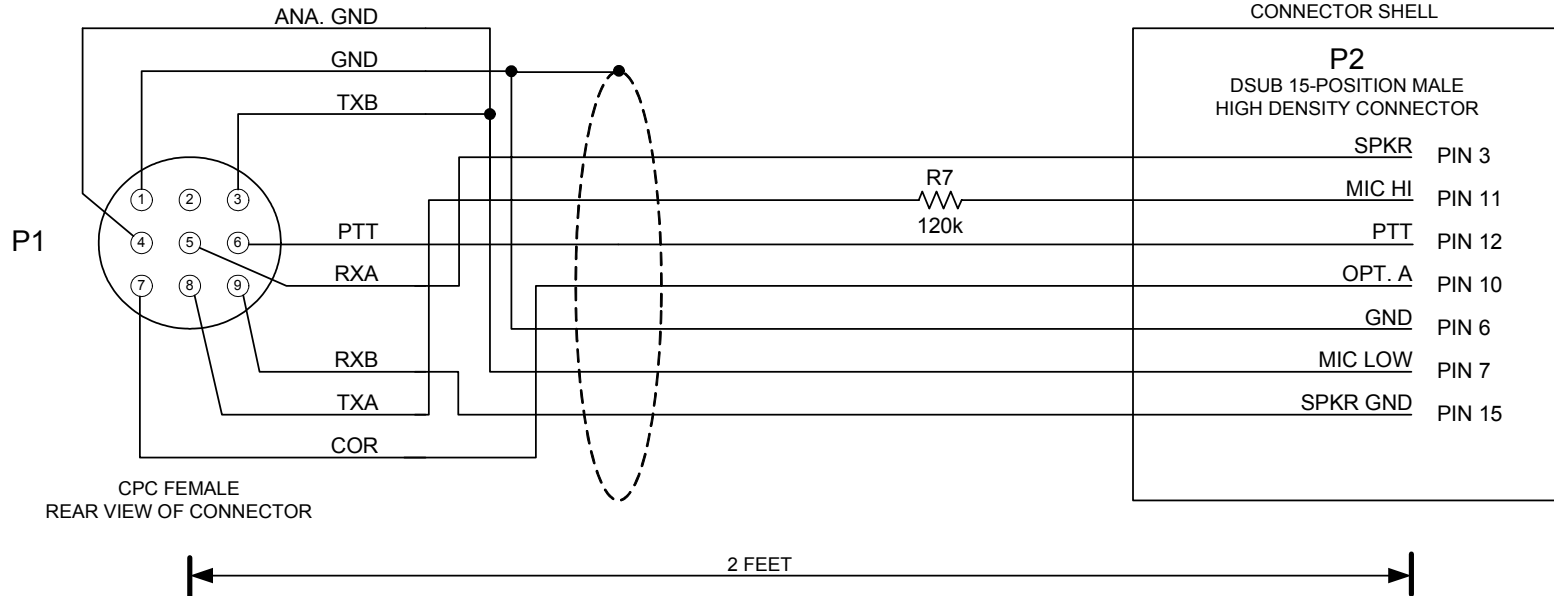 ANA. GND
GND
TXB
P1
1
2
3
4
5
6
7
8
9
PTT
RXA
RXB
TXA
COR
CPC FEMALE
REAR VIEW OF CONNECTOR
R7
120k
CONNECTOR SHELL
P2
DSUB 15-POSITION MALE
HIGH DENSITY CONNECTOR
SPKR PIN 3
MIC HI PIN 11
PTT PIN 12
OPT. A PIN 10
GND PIN 6
MIC LOW PIN 7
SPKR GND PIN 15
2 FEET